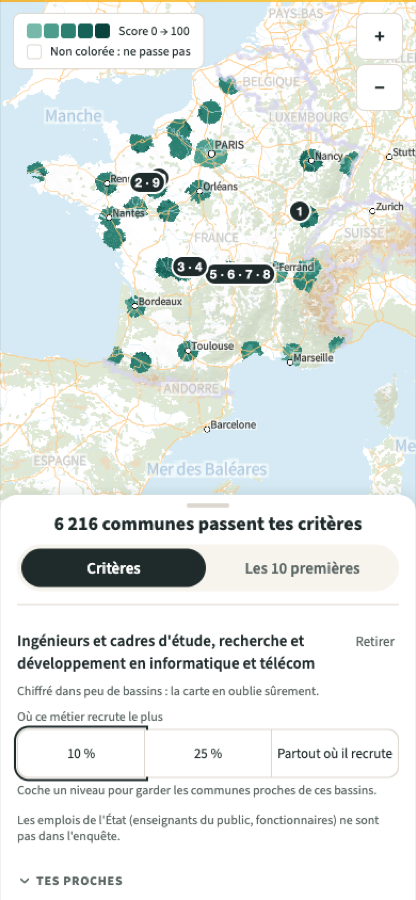 PAYS-BAS
Score 0 → 100
Non colorée : ne passe pas
+
−
BELGIQUE
Manche
LUXEMBOURG
PARIS
Nancy
Stutt
2 · 9
Orléans
Nantes
1
Zurich
FRANCE
SUISSE
3 · 4
5 · 6 · 7 · 8
Ferrand
Bordeaux
Toulouse
Marseille
ANDORRE
Barcelone
ESPAGNE
Mer des Baléares
Me
6 216 communes passent tes critères
Critères
Les 10 premières
Ingénieurs et cadres d'étude, recherche et
développement en informatique et télécom
Retirer
Chiffré dans peu de bassins : la carte en oublie sûrement.
Où ce métier recrute le plus
10 %
25 %
Partout où il recrute
Coche un niveau pour garder les communes proches de ces bassins.
Les emplois de l'État (enseignants du public, fonctionnaires) ne sont
pas dans l'enquête.
TES PROCHES